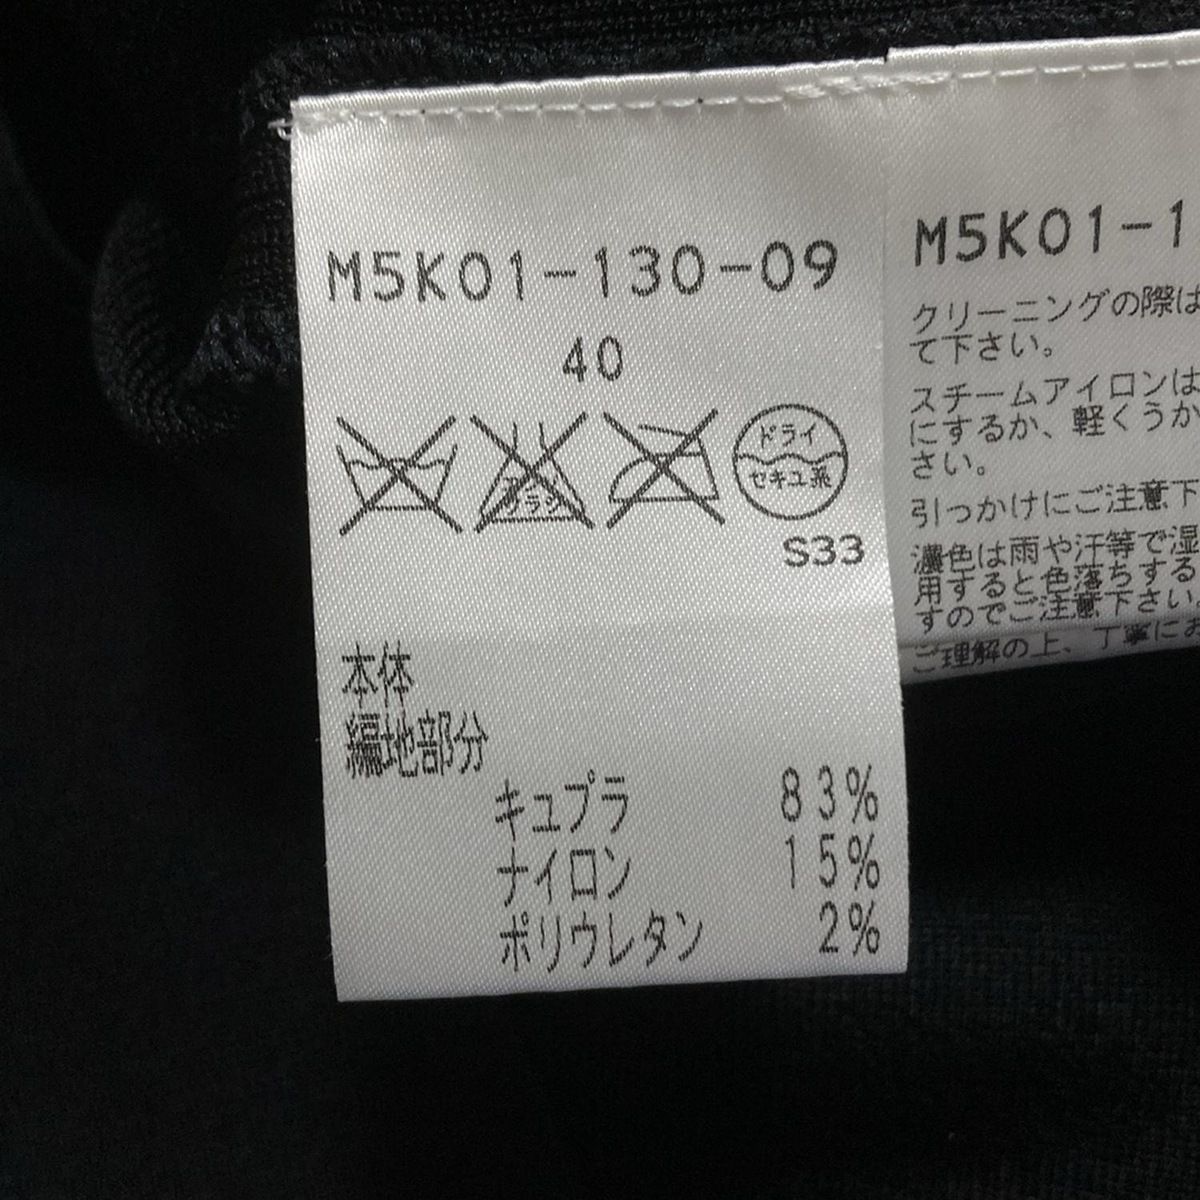 M5K01-130-09
40
エンソ
サラシ
ドライ
セキユ系
S33
本体
編地部分
キュプラ 83%
ナイロン 15%
ポリウレタン 2%
M5K01-1
クリーニングの際は
て下さい。
スチームアイロンは
にするか、軽くうか
さい。
引っかけにご注意下
濃色は雨や汗等で湿
用すると色落ちする
すのでご注意下さい。
ご理解の上、丁寧にお